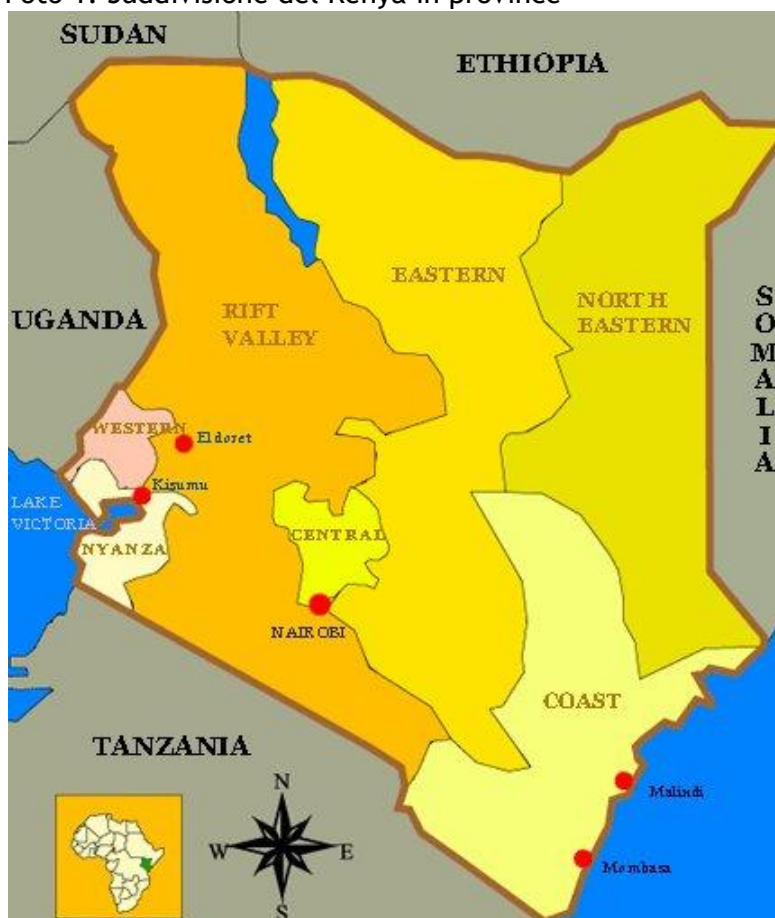 Foto 1: Suddivisione del Kenya in province
SUDAN
ETHIOPIA
EASTERN
NORTH
EASTERN
RIFT
VALLEY
UGANDA
SOMALIA
WESTERN
Eldoret
Kisumu
LAKE
VICTORIA
NYANZA
CENTRAL
NAIROBI
COAST
TANZANIA
Malindi
Mombasa
N
W
E
S